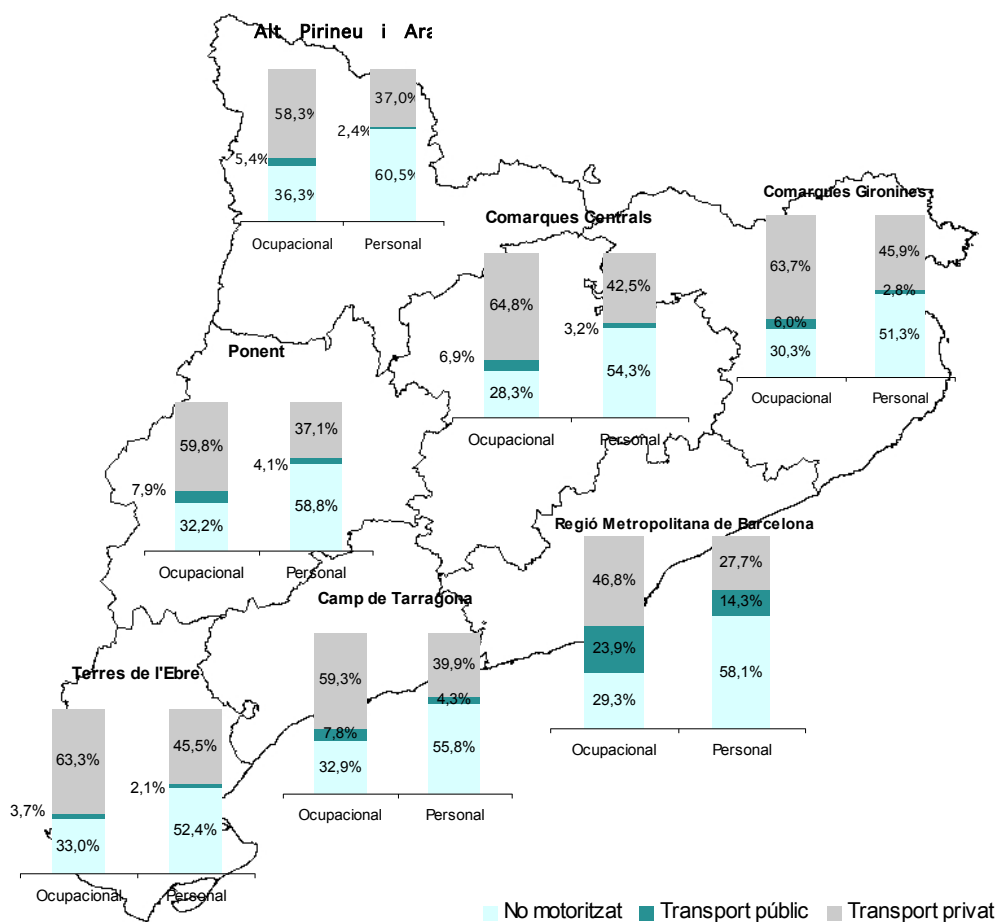 Alt Pirineu i Ara
58,3%
37,0%
5,4%
2,4%
36,3%
60,5%
Ocupacional Personal
Comarques Centrals
64,8%
42,5%
6,9%
3,2%
28,3%
54,3%
Ocupacional Personal
Comarques Gironines
63,7%
45,9%
6,0%
2,8%
30,3%
51,3%
Ocupacional Personal
Ponent
59,8%
37,1%
7,9%
4,1%
32,2%
58,8%
Ocupacional Personal
Regió Metropolitana de Barcelona
46,8%
27,7%
23,9%
14,3%
29,3%
58,1%
Ocupacional Personal
Camp de Tarragona
59,3%
39,9%
7,8%
4,3%
32,9%
55,8%
Ocupacional Personal
Terres de l'Ebre
63,3%
45,5%
3,7%
2,1%
33,0%
52,4%
Ocupacional Personal
No motoritzat Transport públic Transport privat